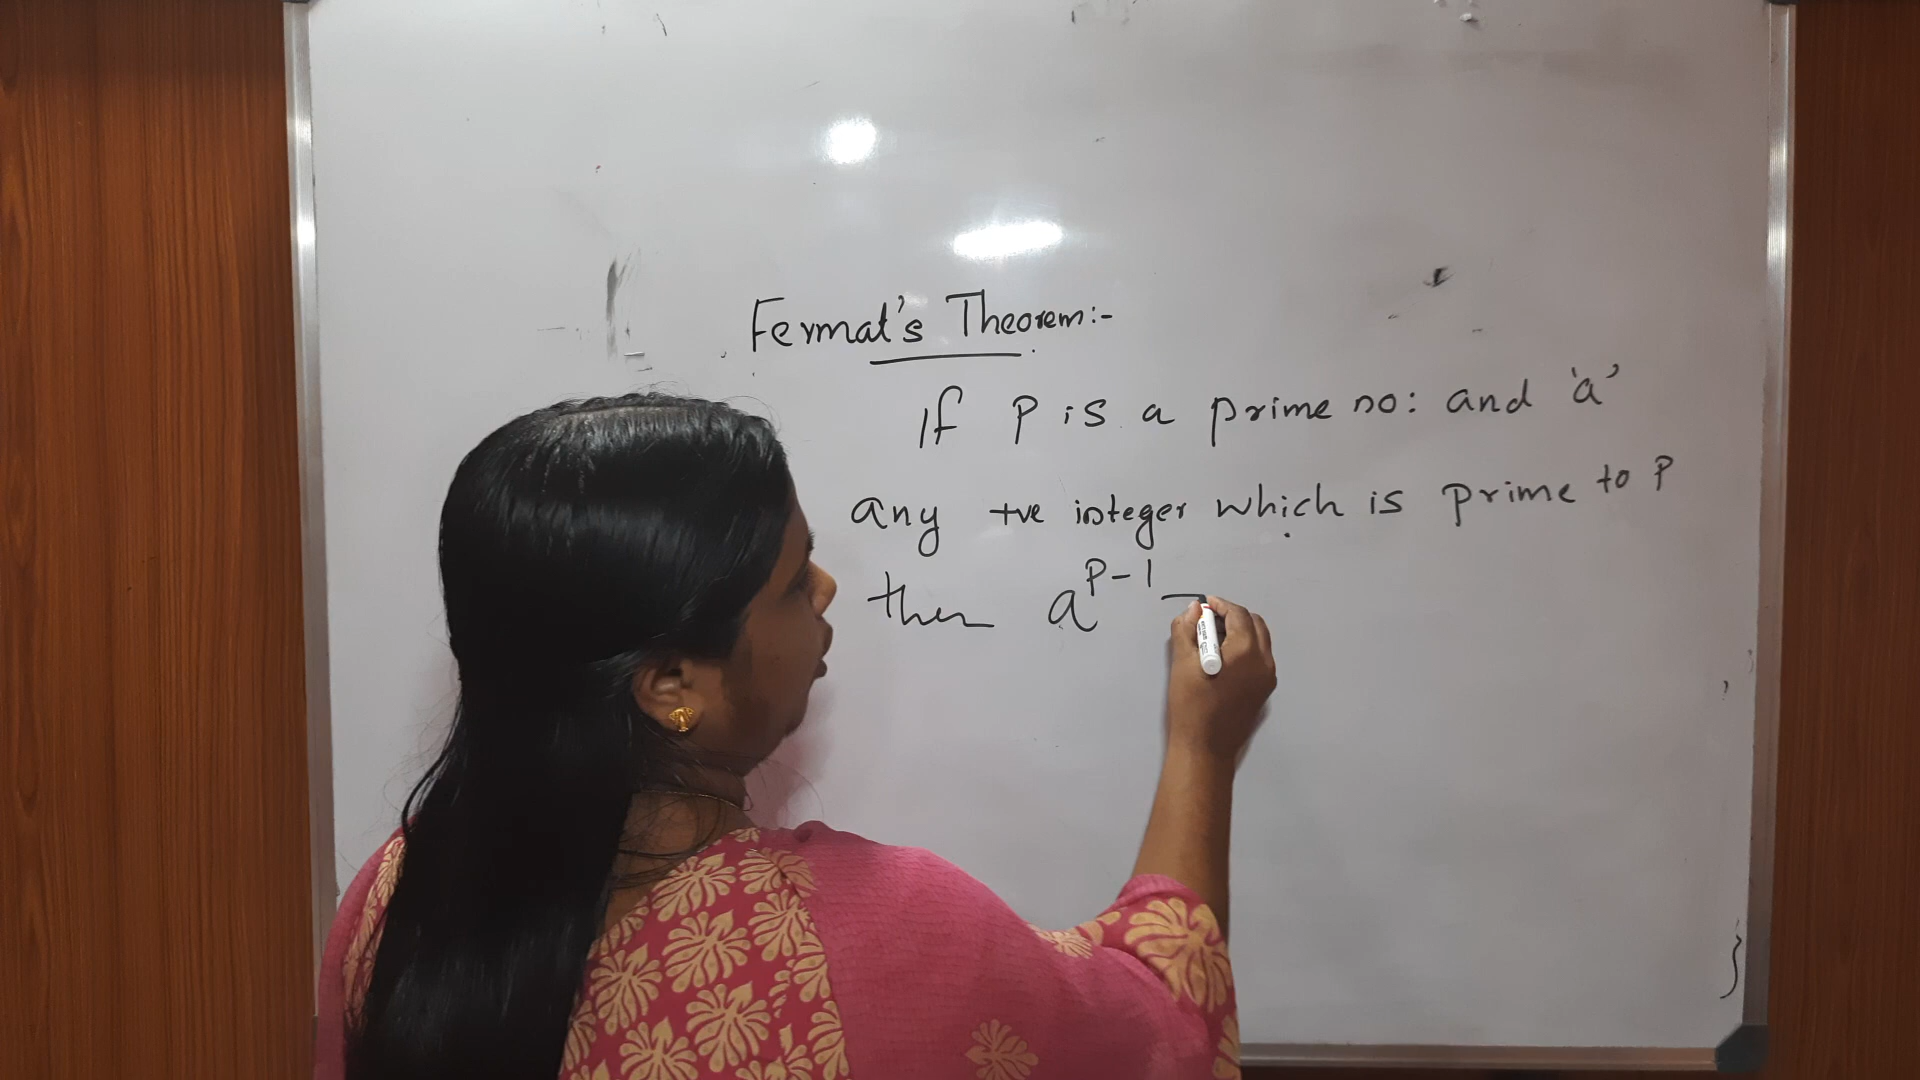 Fermat's Theorem:-
If P is a prime no: and 'a'
any +ve integer which is prime to P
then a^P-1